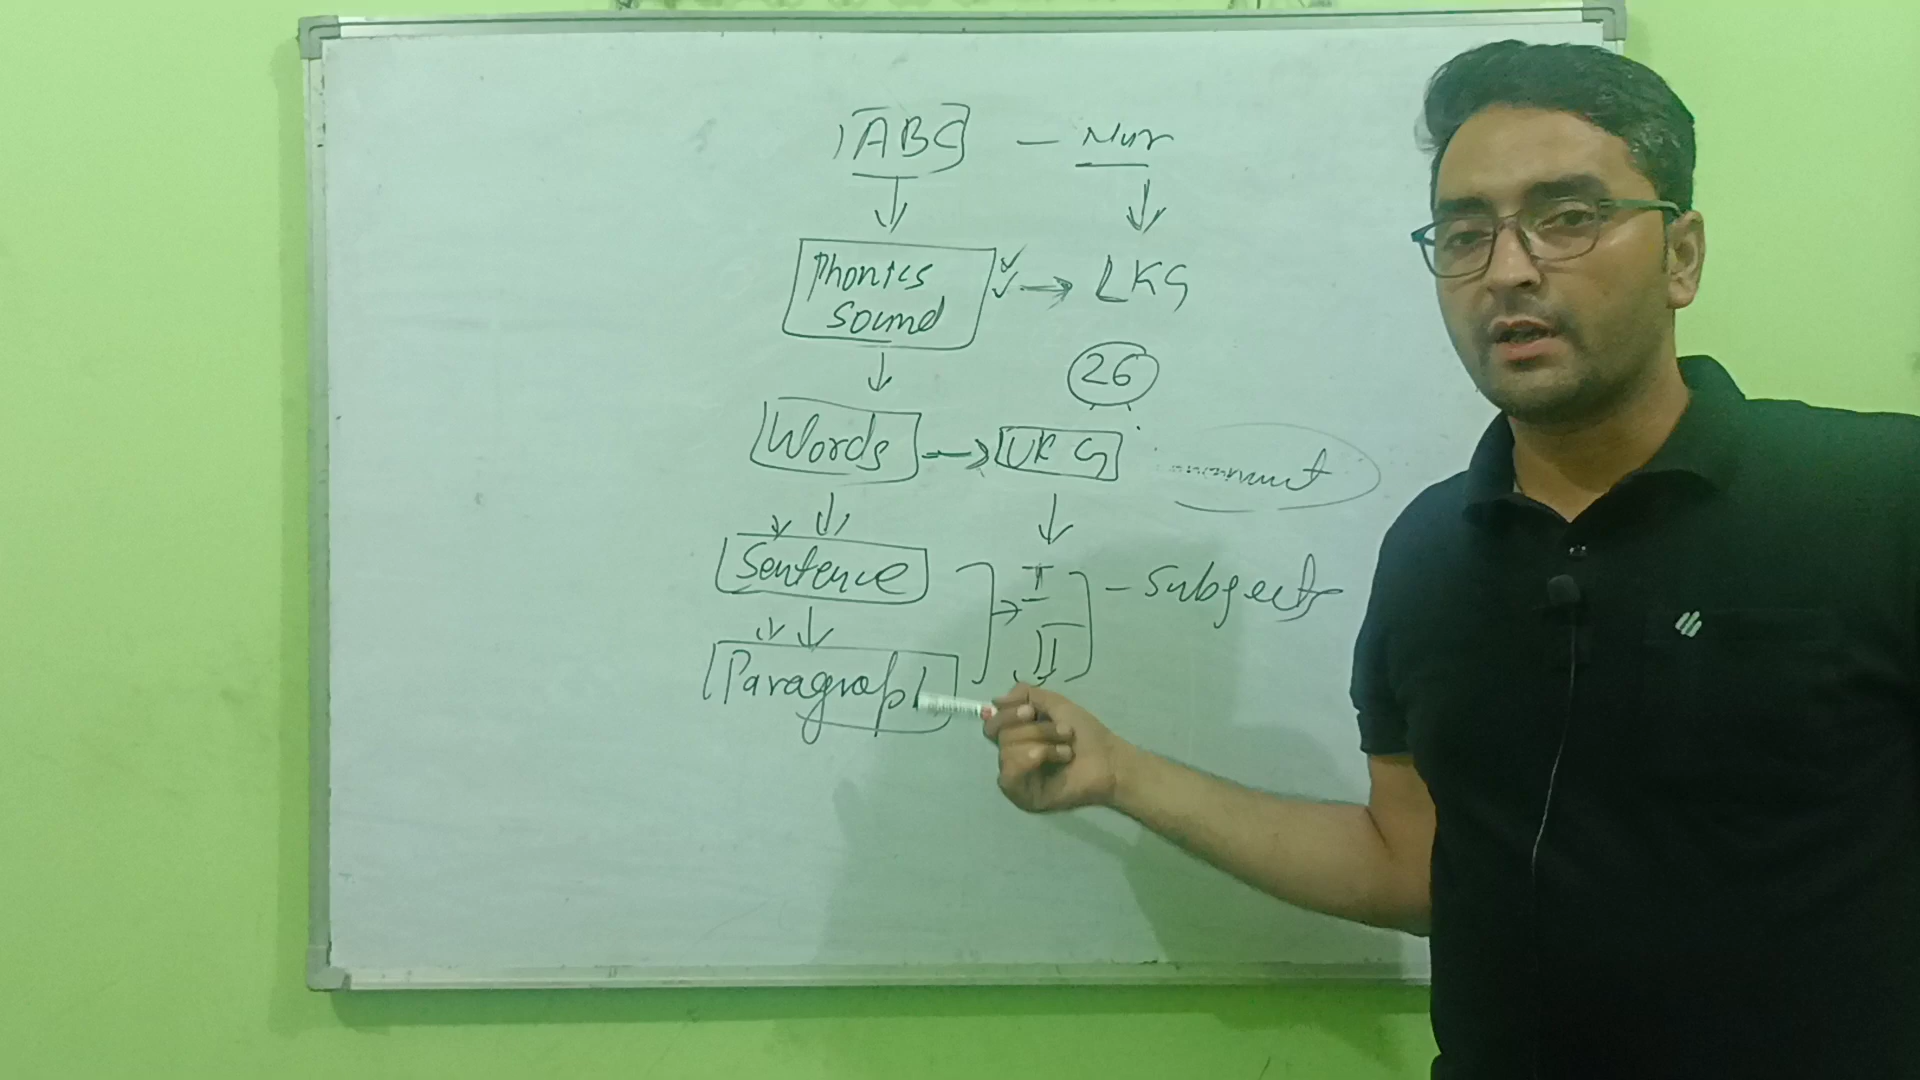 ABC - Nur
Phonics → LKG
Sound
26
Words → UKG
Sentence
I - Subjects
II
Paragraph